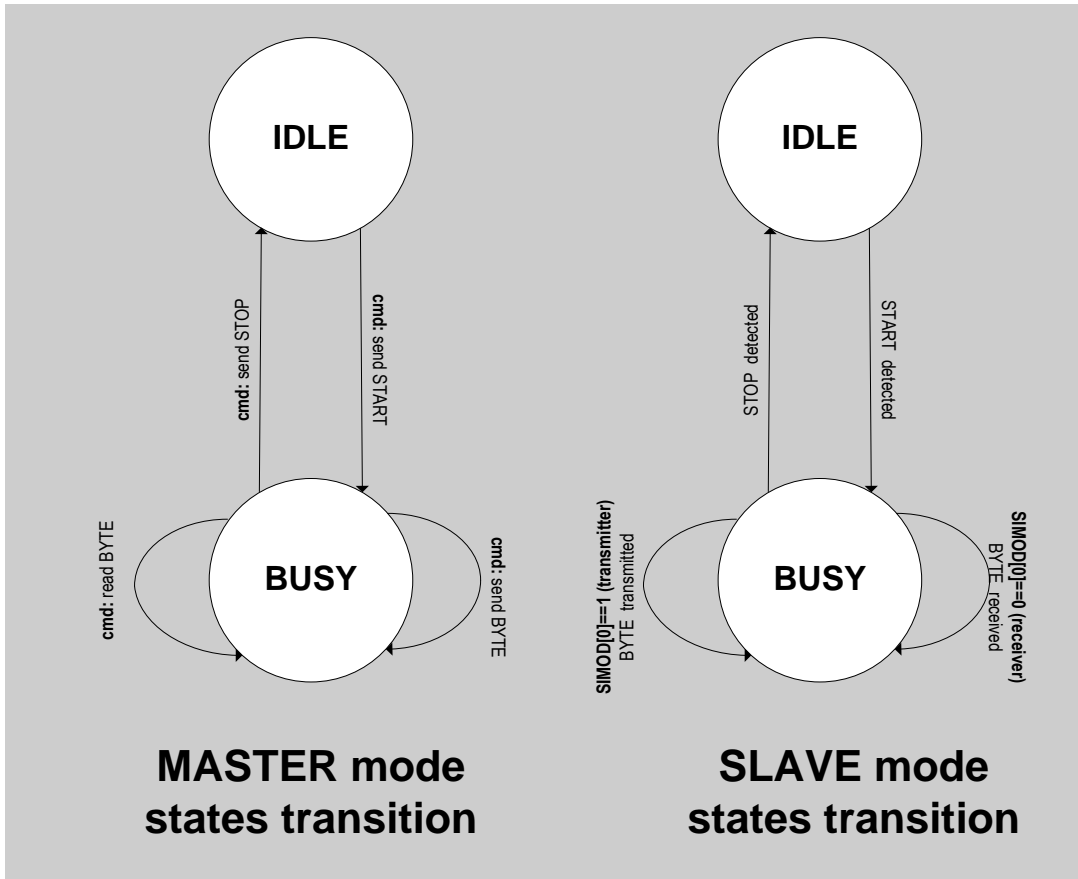 IDLE
cmd: send STOP
cmd: send START
cmd: read BYTE
BUSY
cmd: send BYTE
MASTER mode
states transition
IDLE
STOP detected
START detected
SIMOD[0]==1 (transmitter)
BYTE transmitted
BUSY
SIMOD[0]==0 (receiver)
BYTE received
SLAVE mode
states transition